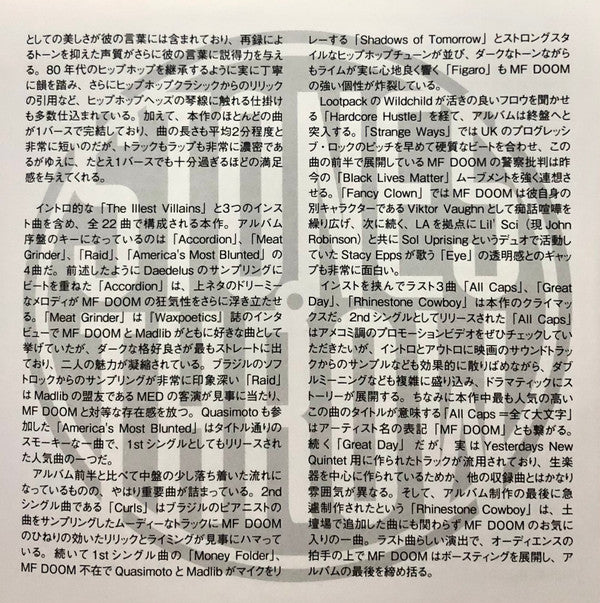 としての美しさが彼の言葉には含まれており、再録によ
るトーンを抑えた声質がさらに彼の言葉に説得力を与え
る。80年代のヒップホップを継承するように実に丁寧
に韻を踏み、さらにヒップホップクラシックからのリリック
の引用など、ヒップホップヘッズの琴線に触れる仕掛け
も多数仕込まれている。加えて、本作のほとんどの曲
が1バースで完結しており、曲の長さも平均2分程度と
非常に短いのだが、トラックもラップも非常に濃密であ
るがゆえに、たとえ1バースでも十分過ぎるほどの満足
感を与えてくれる。
イントロ的な「The Illest Villains」と3つのインス
ト曲を含め、全22曲で構成される本作。アルバム
序盤のキーになっているのは「Accordion」、「Meat
Grinder」、「Raid」、「America's Most Blunted」の
4曲だ。前述したようにDaedelusのサンプリングに
ビートを重ねた「Accordion」は、上ネタのドリーミー
なメロディがMF DOOMの狂気性をさらに浮き立たせ
る。「Meat Grinder」は「Waxpoetics」誌のインタ
ビューでMF DOOMとMadlibがともに好きな曲として
挙げていたが、ダークな格好良さが最もストレートに出
ており、二人の魅力が凝縮されている。ブラジルのソフ
トロックからのサンプリングが非常に印象深い「Raid」
はMadlibの盟友であるMEDの客演が見事に当たり、
MF DOOMと対等な存在感を放つ。Quasimotoも参
加した「America's Most Blunted」はタイトル通りの
スモーキーな一曲で、1stシングルとしてもリリースされ
た人気曲の一つだ。
アルバム前半と比べて中盤の少し落ち着いた流れに
なっているものの、やはり重要曲が詰まっている。2nd
シングル曲である「Curls」はブラジルのピアニストの
曲をサンプリングしたムーディーなトラックにMF DOOM
のひねりの効いたリリックとライミングが見事にハマって
いる。続いて1stシングル曲の「Money Folder」、
MF DOOM不在でQuasimotoとMadlibがマイクをリ
レーする「Shadows of Tomorrow」とストロングスタ
イルなヒップホップチューンが並び、ダークなトーンながら
もライムが実に心地良く響く「Figaro」もMF DOOM
の強い個性が炸裂している。
Lootpackのwildchildが活きの良いフロウを聞かせ
る「Hardcore Hustle」を経て、アルバムは終盤へと
突入する。「Strange Ways」ではUKのプログレッシ
ブ・ロックのピッチを早めて硬質なビートを合わせ、この
曲の前半で展開しているMF DOOMの警察批判は昨
今の「Black Lives Matter」ムーブメントを強く連想さ
せる。「Fancy Clown」ではMF DOOMは彼自身の
別キャラクターであるViktor Vaughnとして痴話喧嘩を
繰り広げ、次に続く、LAを拠点にLil' Sci（現John
Robinson）と共にSol Uprisingというデュオで活動し
ていたStacy Eppsが歌う「Eye」の透明感とのギャッ
プも非常に面白い。
インストを挟んでラスト3曲「All Caps」、「Great
Day」、「Rhinestone Cowboy」は本作のクライマッ
クスだ。2ndシングルとしてリリースされた「All Caps」
はアメコミ調のプロモーションビデオをぜひチェックしてい
ただきたいが、イントロとアウトロに映画のサウンドトラッ
クからのサンプルなども効果的に散りばめながら、ダブ
ルミーニングなども複雑に盛り込み、ドラマティックにス
トーリーが展開する。ちなみに本作中最も人気の高い
この曲のタイトルが意味する「All Caps＝全て大文字」
はアーティスト名の表記「MF DOOM」とも繋がる。
続く「Great Day」だが、実はYesterdays New
Quintet用に作られたトラックが流用されており、生楽
器を中心に作られているためか、他の収録曲とはかなり
雰囲気が異なる。そして、アルバム制作の最後に急
遽制作されたという「Rhinestone Cowboy」は、土
壇場で追加した曲にも関わらずMF DOOMのお気に
入りの一曲。ラスト曲らしい演出で、オーディエンスの
拍手の上でMF DOOMはボースティングを展開し、ア
ルバムの最後を締め括る。